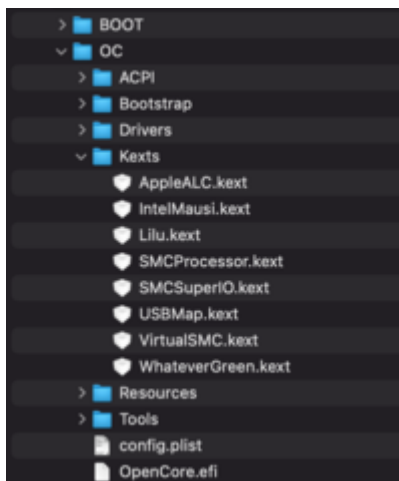 BOOT
OC
ACPI
Bootstrap
Drivers
Kexts
AppleALC.kext
IntelMausi.kext
Lilu.kext
SMCProcessor.kext
SMCSuperIO.kext
USBMap.kext
VirtualSMC.kext
WhateverGreen.kext
Resources
Tools
config.plist
OpenCore.efi